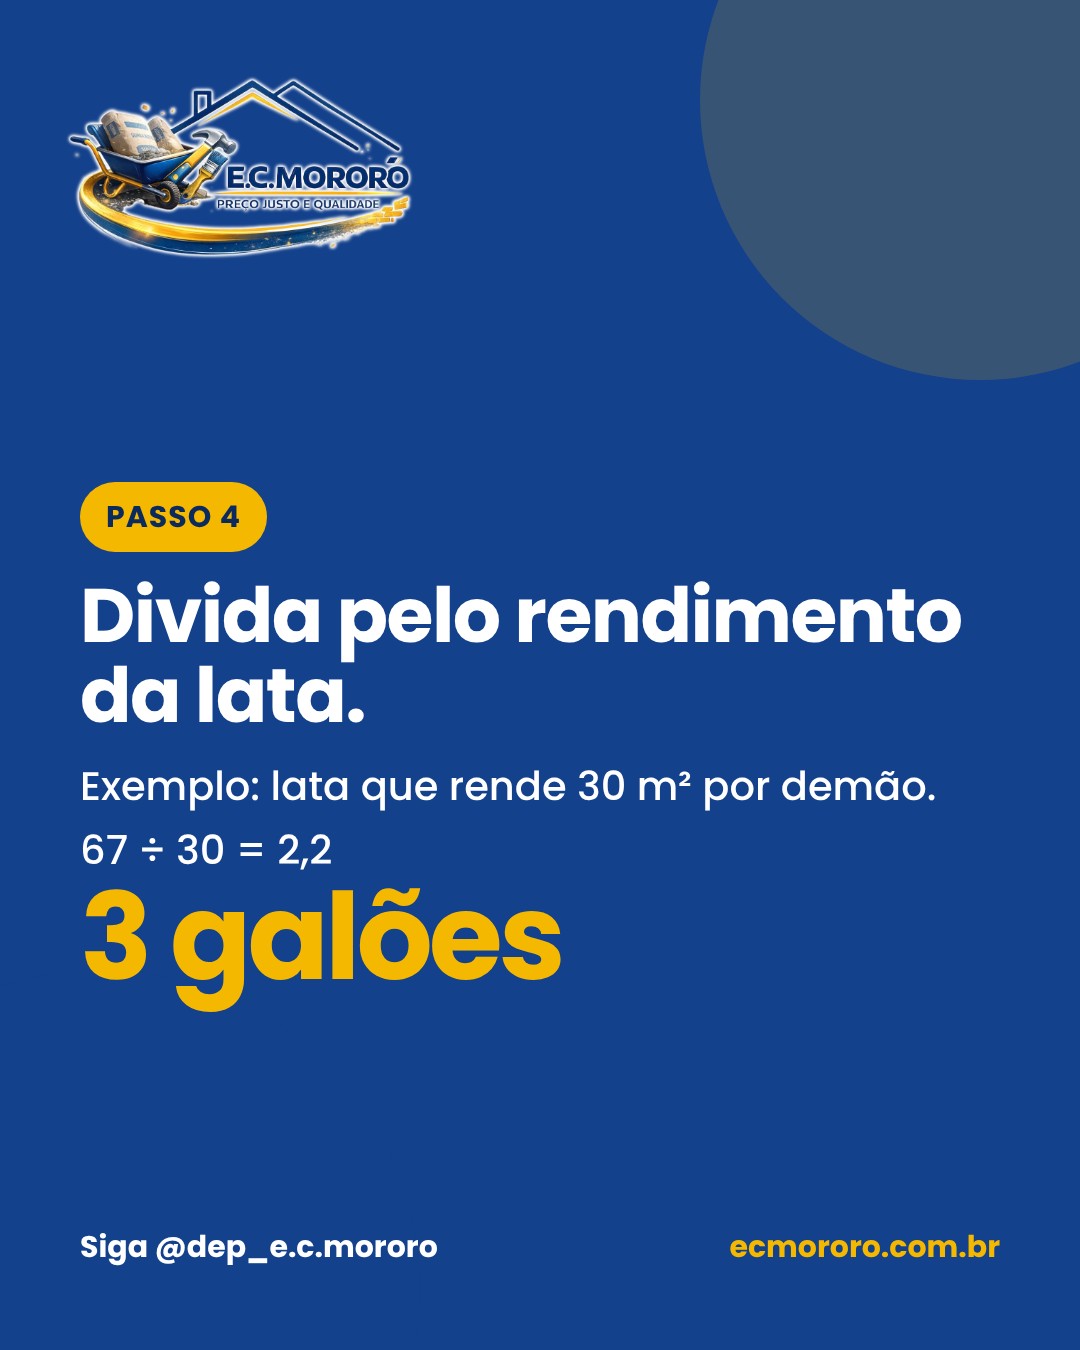 E.C.MORORÓ
PREÇO JUSTO E QUALIDADE
PASSO 4
Divida pelo rendimento
da lata.
Exemplo: lata que rende 30 m² por demão.
67 ÷ 30 = 2,2
3 galões
Siga @dep_e.c.mororo
ecmororo.com.br